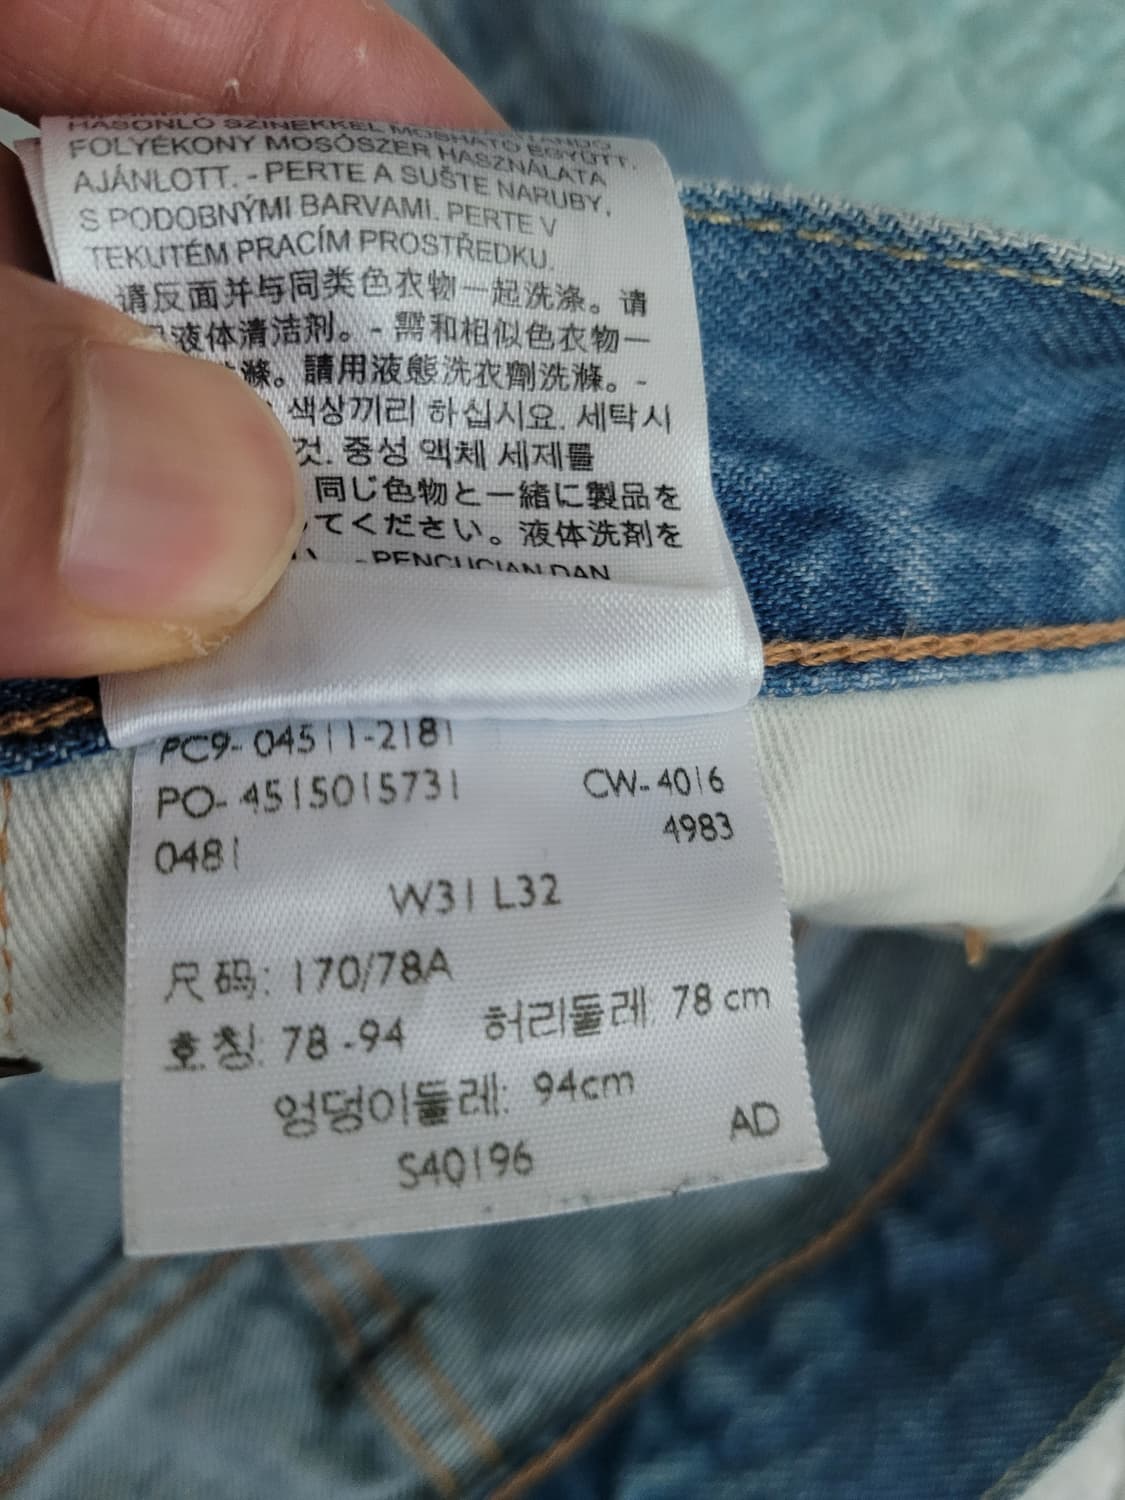 HASONLÓ SZÍNEKKEL MOSHATÓ
FOLYÉKONY MOSÓSZER HASZNÁLATA
EGYÜTT.
AJÁNLOTT. - PERTE A SUŠTE NARUBY,
S PODOBNÝMI BARVAMI. PERTE V
TEKUTÉM PRACÍM PROSTŘEDKU.
请反面并与同类色衣物一起洗涤。请
液体清洁剂。- 需和相似色衣物一
滌。請用液態洗衣劑洗滌。-
색상끼리 하십시요. 세탁시
것. 중성 액체 세제를
同じ色物と一緒に製品を
てください。液体洗剤を
- PENCUCIAN DAN
PC9- 04511-2181
PO- 4515015731 CW- 4016
0481 4983
W31 L32
尺码: 170/78A
호칭: 78 -94 허리둘레: 78 cm
엉덩이둘레: 94cm
S40196 AD